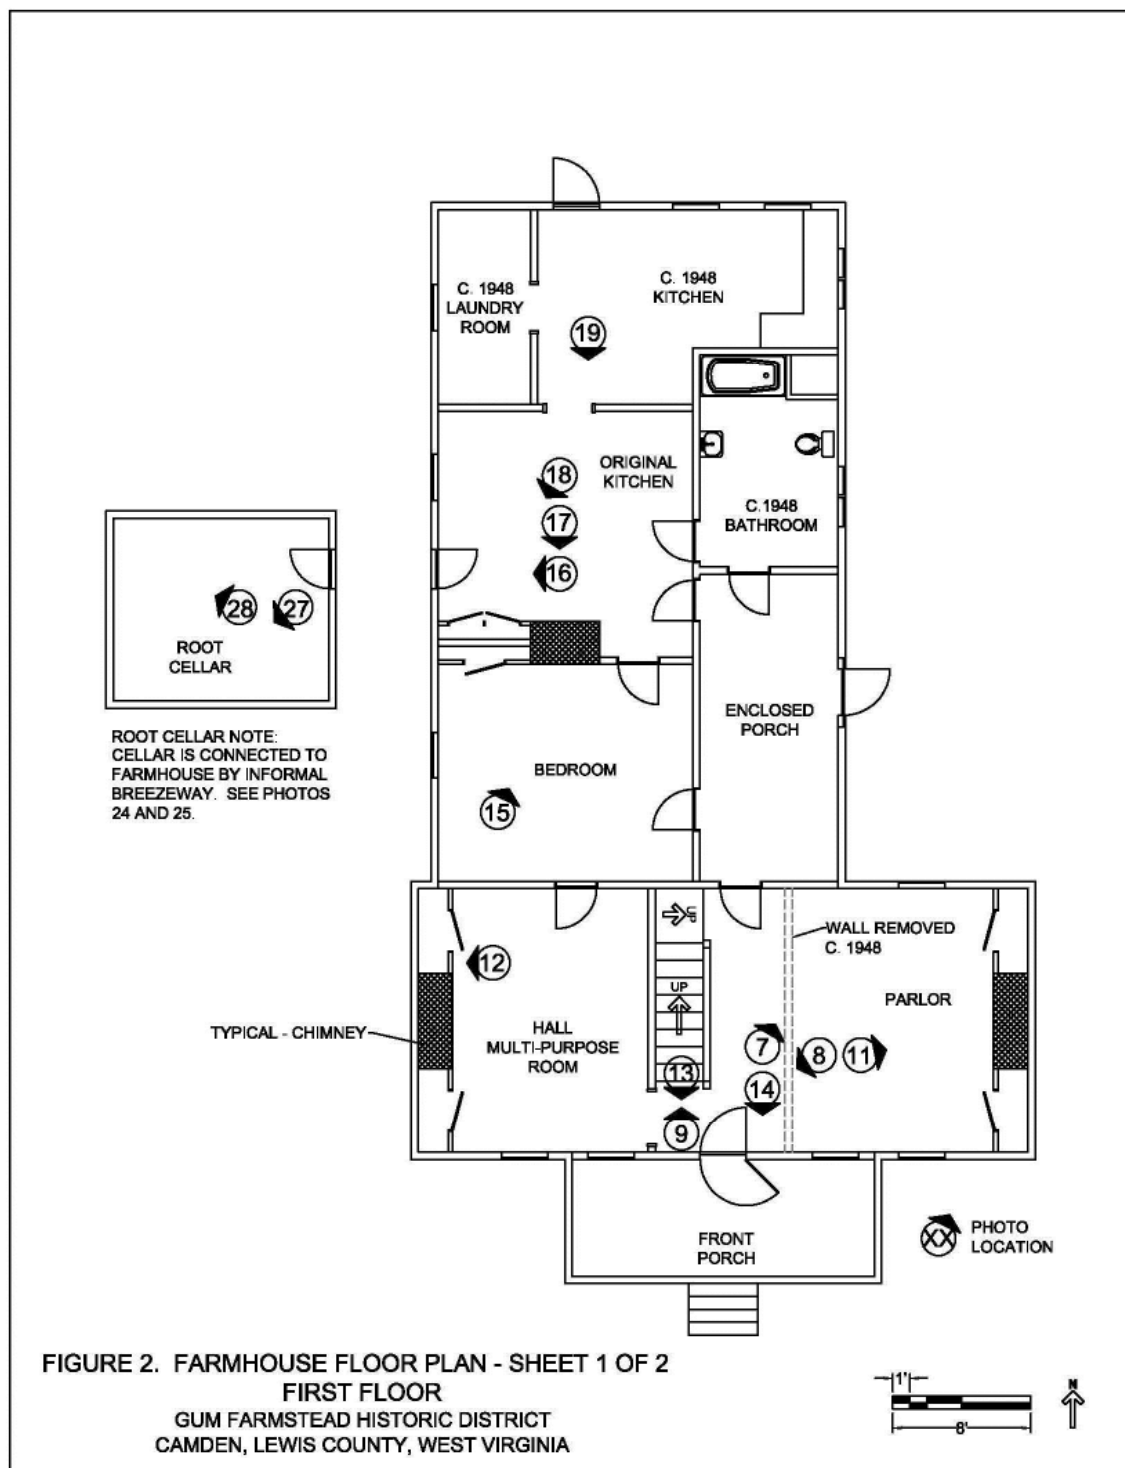 C. 1948
LAUNDRY
ROOM
C. 1948
KITCHEN
19
ORIGINAL
KITCHEN
18
17
16
C.1948
BATHROOM
28
27
ROOT
CELLAR
ROOT CELLAR NOTE:
CELLAR IS CONNECTED TO
FARMHOUSE BY INFORMAL
BREEZEWAY. SEE PHOTOS
24 AND 25.
ENCLOSED
PORCH
BEDROOM
15
UP
WALL REMOVED
C. 1948
12
UP
PARLOR
TYPICAL - CHIMNEY
HALL
MULTI-PURPOSE
ROOM
7
8
11
13
14
9
FRONT
PORCH
XX
PHOTO
LOCATION
FIGURE 2. FARMHOUSE FLOOR PLAN - SHEET 1 OF 2
FIRST FLOOR
GUM FARMSTEAD HISTORIC DISTRICT
CAMDEN, LEWIS COUNTY, WEST VIRGINIA
1'
8'
N